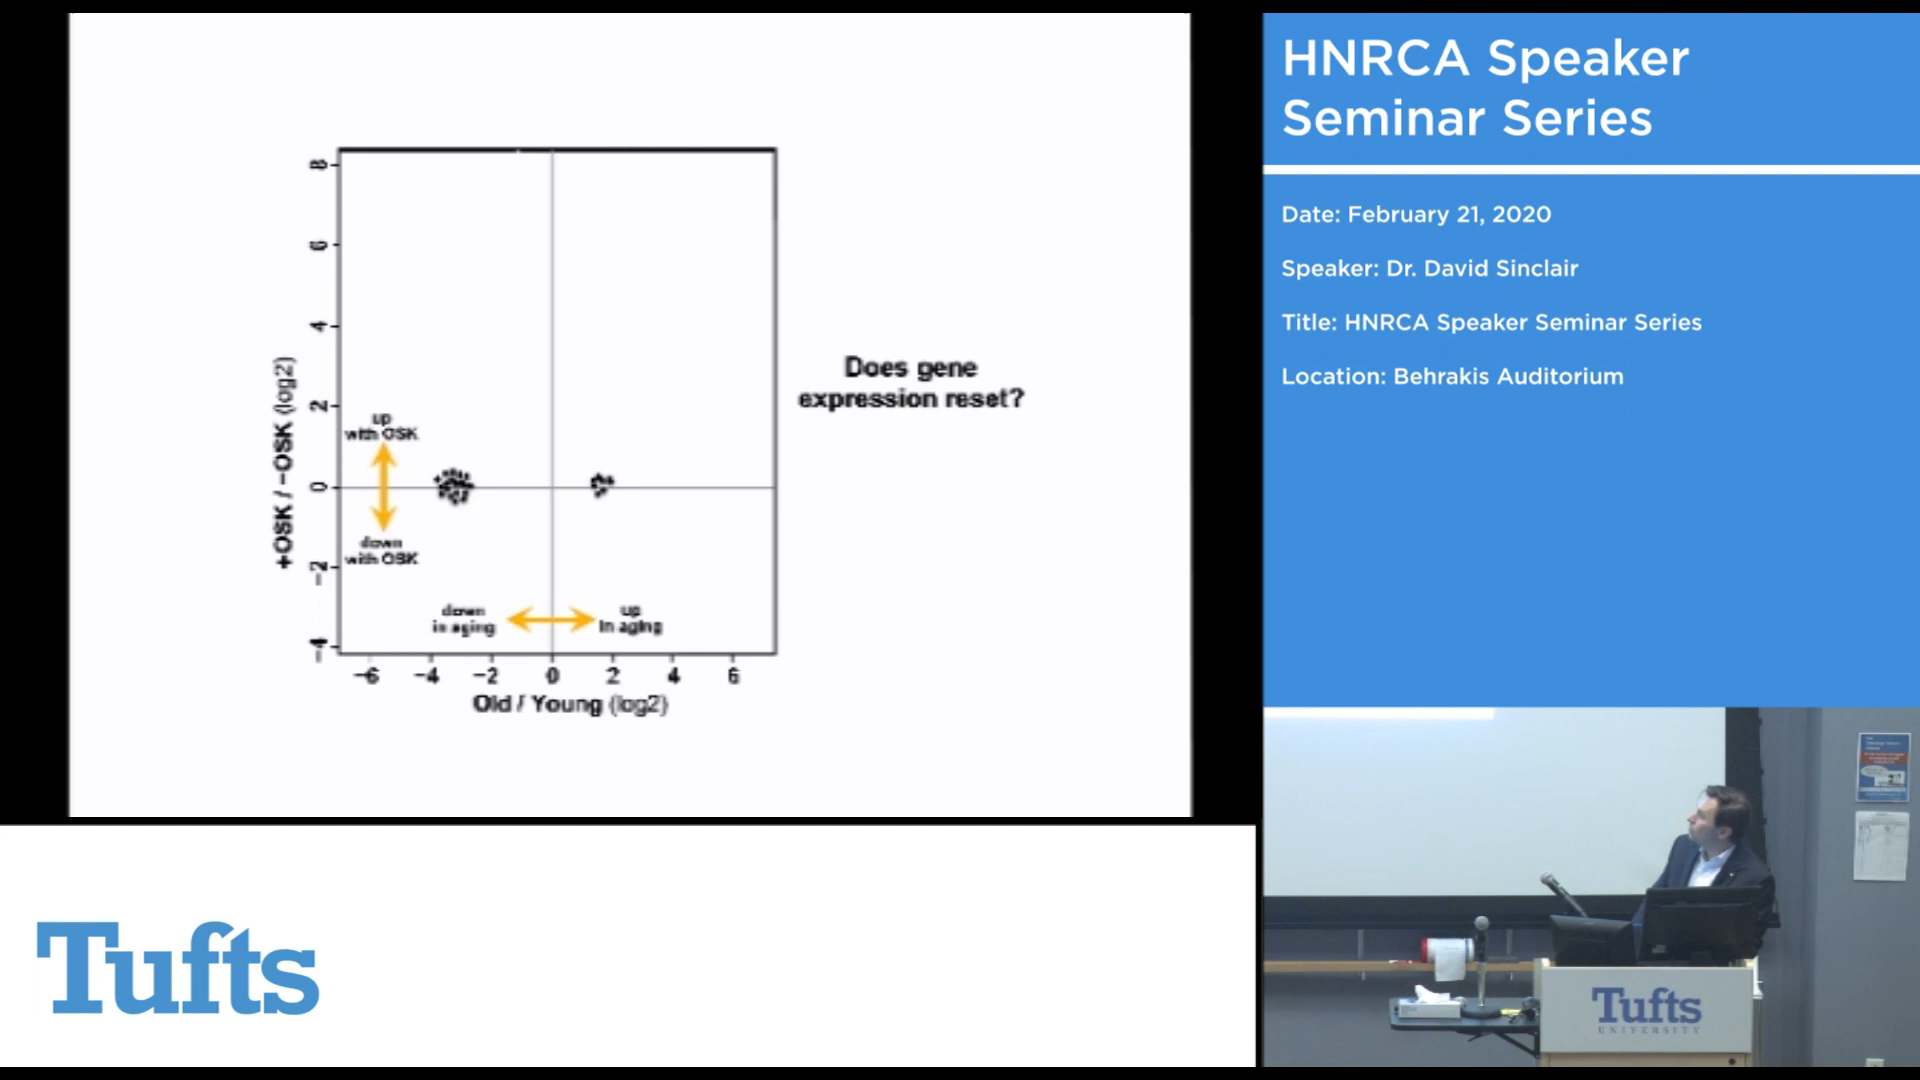 8
6
4
2
0
−2
−4
+OSK / −OSK (log2)
up
with OSK
down
with OSK
down
in aging
up
in aging
−6 −4 −2 0 2 4 6
Old / Young (log2)
Does gene
expression reset?
HNRCA Speaker
Seminar Series
Date: February 21, 2020
Speaker: Dr. David Sinclair
Title: HNRCA Speaker Seminar Series
Location: Behrakis Auditorium
Tufts
Tufts
UNIVERSITY